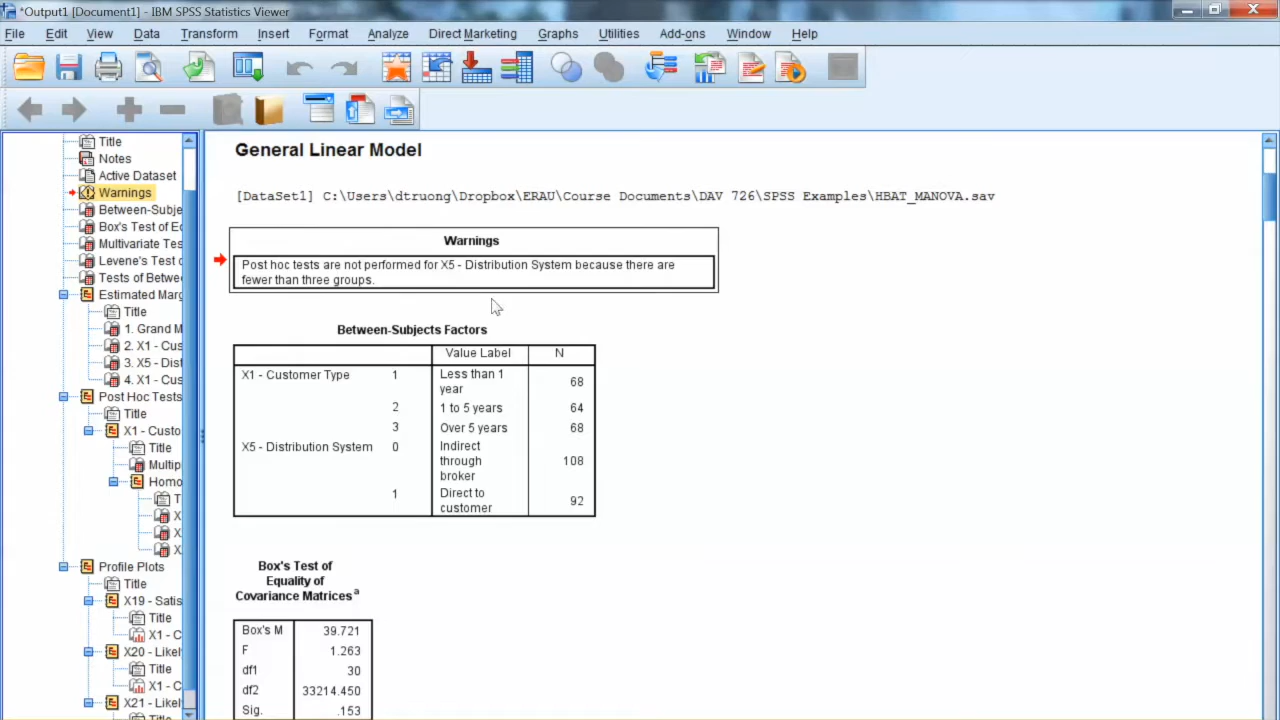 *Output1 [Document1] - IBM SPSS Statistics Viewer
File Edit View Data Transform Insert Format Analyze Direct Marketing Graphs Utilities Add-ons Window Help
Title
Notes
Active Dataset
Warnings
Between-Subje
Box's Test of Eq
Multivariate Tes
Levene's Test o
Tests of Betwe
Estimated Marg
Title
1. Grand M
2. X1 - Cus
3. X5 - Dist
4. X1 - Cus
Post Hoc Tests
Title
X1 - Custo
Title
Multip
Homo
T
X
X
X
Profile Plots
Title
X19 - Satis
Title
X1 - C
X20 - Likel
Title
X1 - C
X21 - Likel
Title
General Linear Model
[DataSet1] C:\Users\dtruong\Dropbox\ERAU\Course Documents\DAV 726\SPSS Examples\HBAT_MANOVA.sav
Warnings
Post hoc tests are not performed for X5 - Distribution System because there are
fewer than three groups.
Between-Subjects Factors
Value Label N
X1 - Customer Type 1 Less than 1 year 68
2 1 to 5 years 64
3 Over 5 years 68
X5 - Distribution System 0 Indirect through broker 108
1 Direct to customer 92
Box's Test of
Equality of
Covariance Matrices a
Box's M 39.721
F 1.263
df1 30
df2 33214.450
Sig. .153